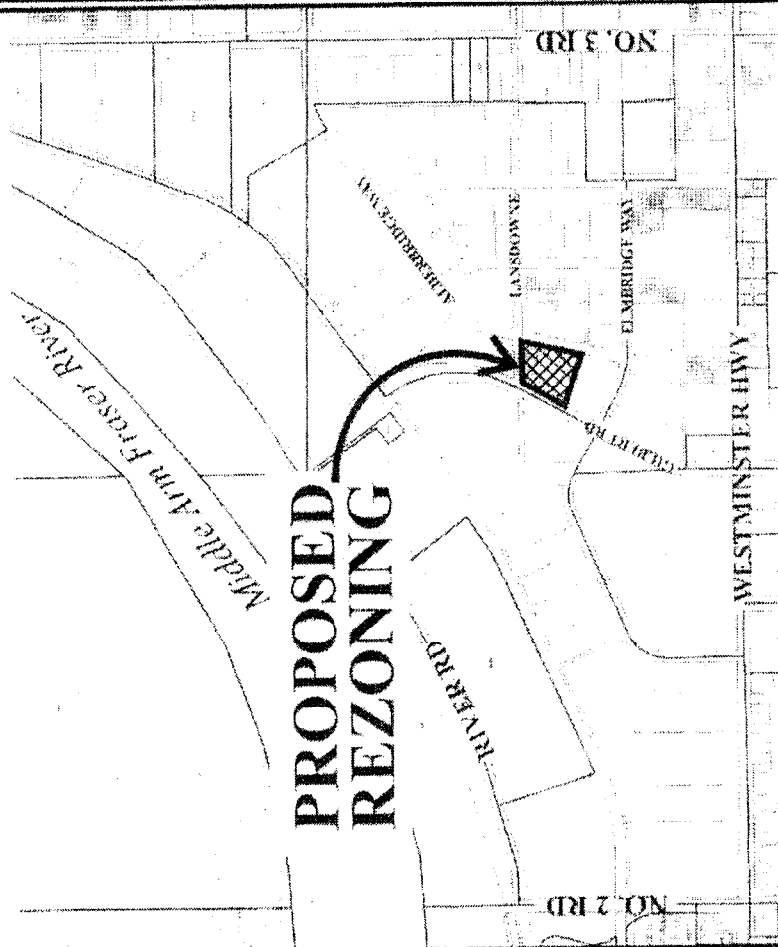 NO. 3 RD
ALDERBRIDGE WAY
LANSDOWNE
ELMBRIDGE WAY
Middle Arm Fraser River
GILBERT RD
WESTMINSTER HWY
PROPOSED
REZONING
RIVER RD
NO. 2 RD